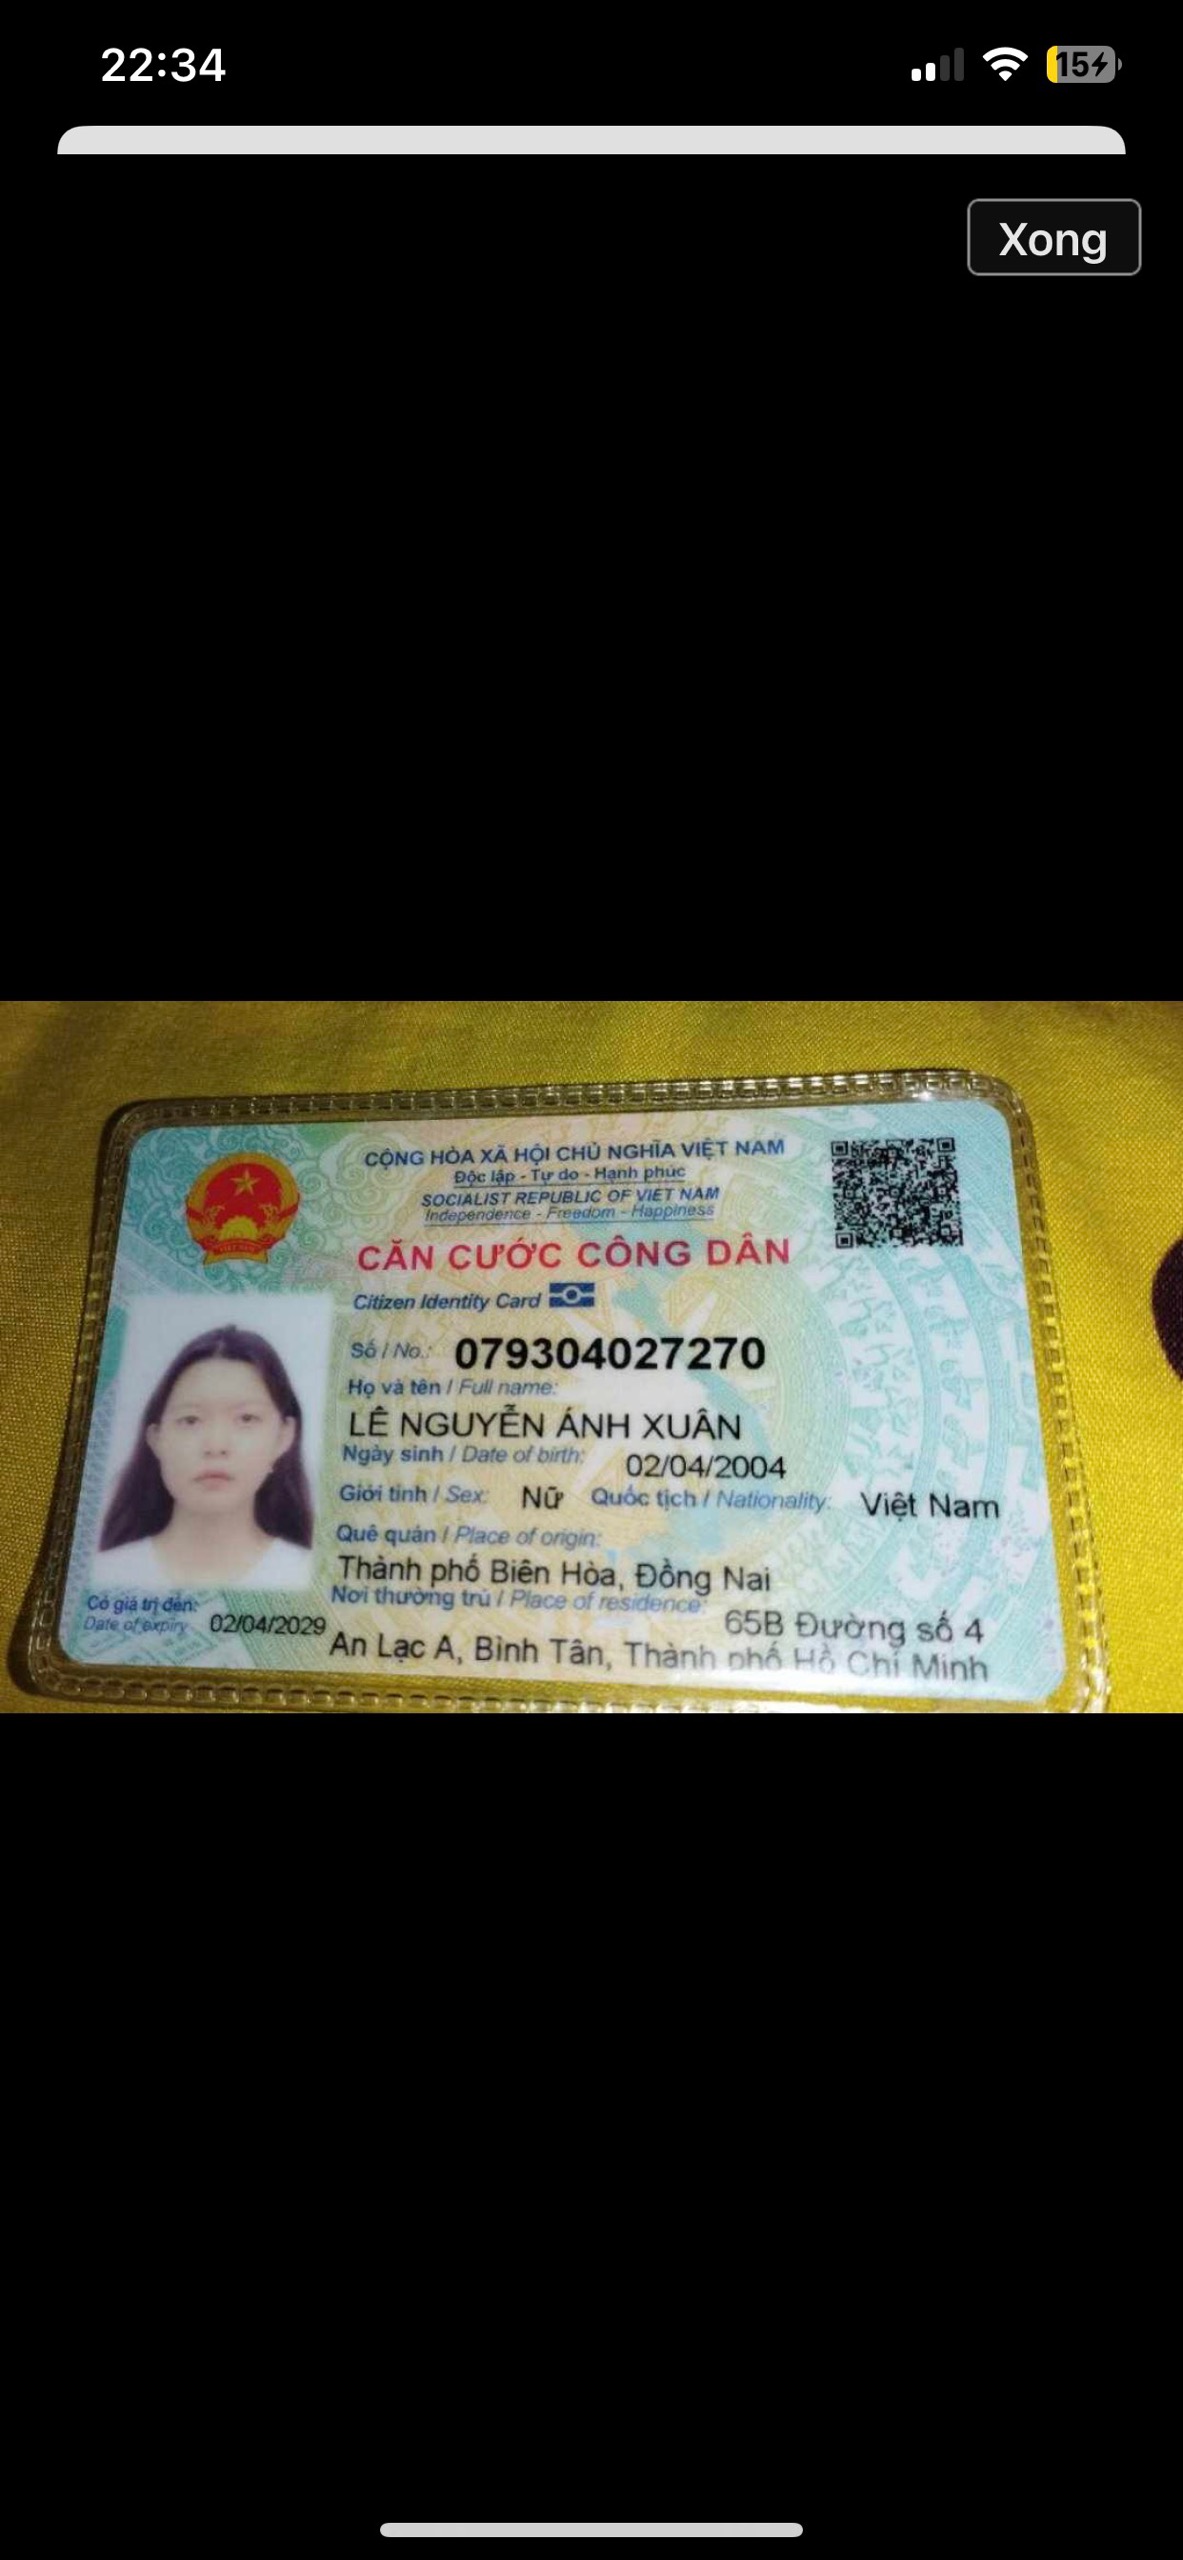 22:34
15
Xong
CỘNG HÒA XÃ HỘI CHỦ NGHĨA VIỆT NAM
Độc lập - Tự do - Hạnh phúc
SOCIALIST REPUBLIC OF VIET NAM
Independence - Freedom - Happiness
CĂN CƯỚC CÔNG DÂN
Citizen Identity Card
Số / No.: 079304027270
Họ và tên / Full name:
LÊ NGUYỄN ÁNH XUÂN
Ngày sinh / Date of birth: 02/04/2004
Giới tính / Sex: Nữ Quốc tịch / Nationality: Việt Nam
Quê quán / Place of origin:
Thành phố Biên Hòa, Đồng Nai
Nơi thường trú / Place of residence: 65B Đường số 4
An Lạc A, Bình Tân, Thành phố Hồ Chí Minh
Có giá trị đến:
Date of expiry 02/04/2029